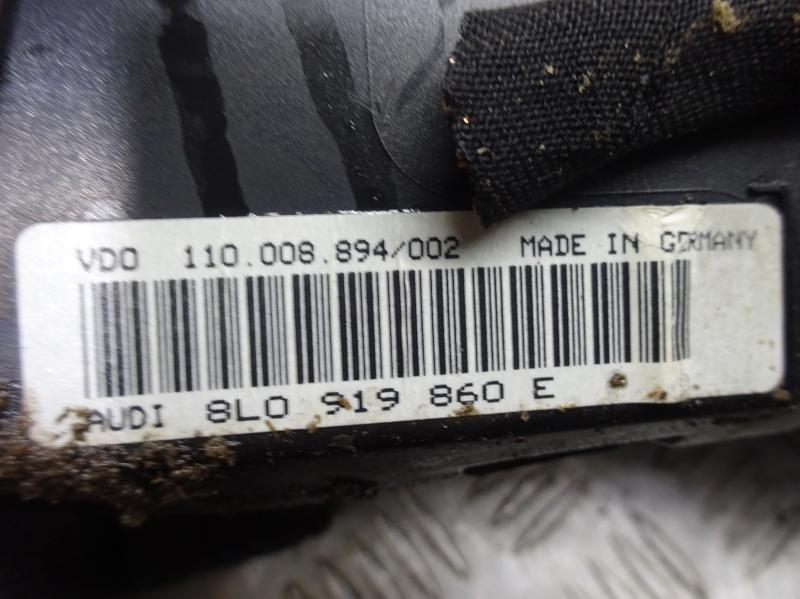 VDO 110.008.894/002 MADE IN GERMANY
AUDI 8L0 919 860 E